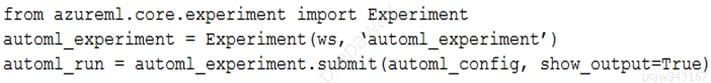 from azureml.core.experiment import Experiment
automl_experiment = Experiment(ws, 'automl_experiment')
automl_run = automl_experiment.submit(automl_config, show_output=True)